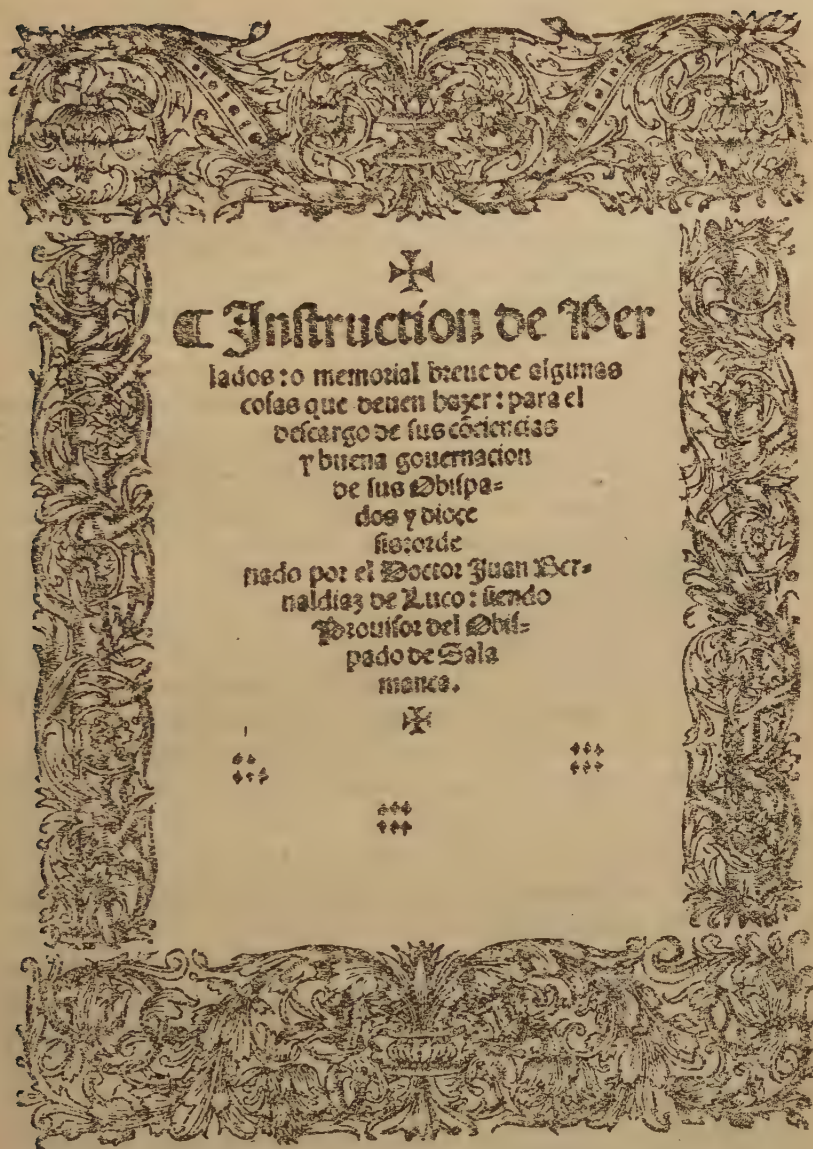 ✠
¶ Instruction de Per
lados: o memorial breue de algunas
cosas que deuen hazer: para el
descargo de sus cõciencias
y buena gouernacion
de sus Obispa=
dos y dioce
sis: orde
nado por el Doctor Juan Ber=
naldiaz de Luco: siendo
Prouisor del Obis=
pado de Sala
manca.
✠